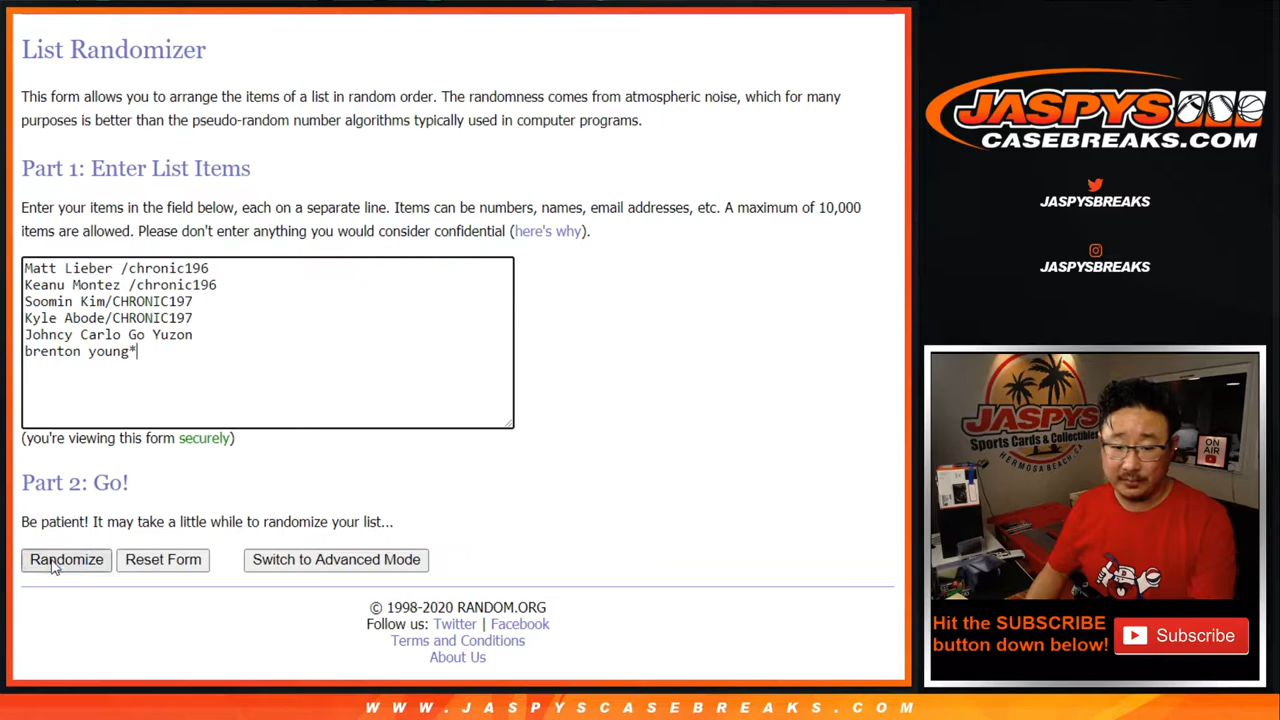 List Randomizer
This form allows you to arrange the items of a list in random order. The randomness comes from atmospheric noise, which for many
purposes is better than the pseudo-random number algorithms typically used in computer programs.
Part 1: Enter List Items
Enter your items in the field below, each on a separate line. Items can be numbers, names, email addresses, etc. A maximum of 10,000
items are allowed. Please don't enter anything you would consider confidential (here's why).
Matt Lieber /chronic196
Keanu Montez /chronic196
Soomin Kim/CHRONIC197
Kyle Abode/CHRONIC197
Johncy Carlo Go Yuzon
brenton young*
(you're viewing this form securely)
Part 2: Go!
Be patient! It may take a little while to randomize your list...
Randomize Reset Form Switch to Advanced Mode
© 1998-2020 RANDOM.ORG
Follow us: Twitter | Facebook
Terms and Conditions
About Us
JASPYS
CASEBREAKS.COM
JASPYSBREAKS
JASPYSBREAKS
JASPYS
Sports Cards & Collectibles
HERMOSA BEACH, CA
ON
AIR
Hit the SUBSCRIBE
button down below!
Subscribe
WWW.JASPYSCASEBREAKS.COM